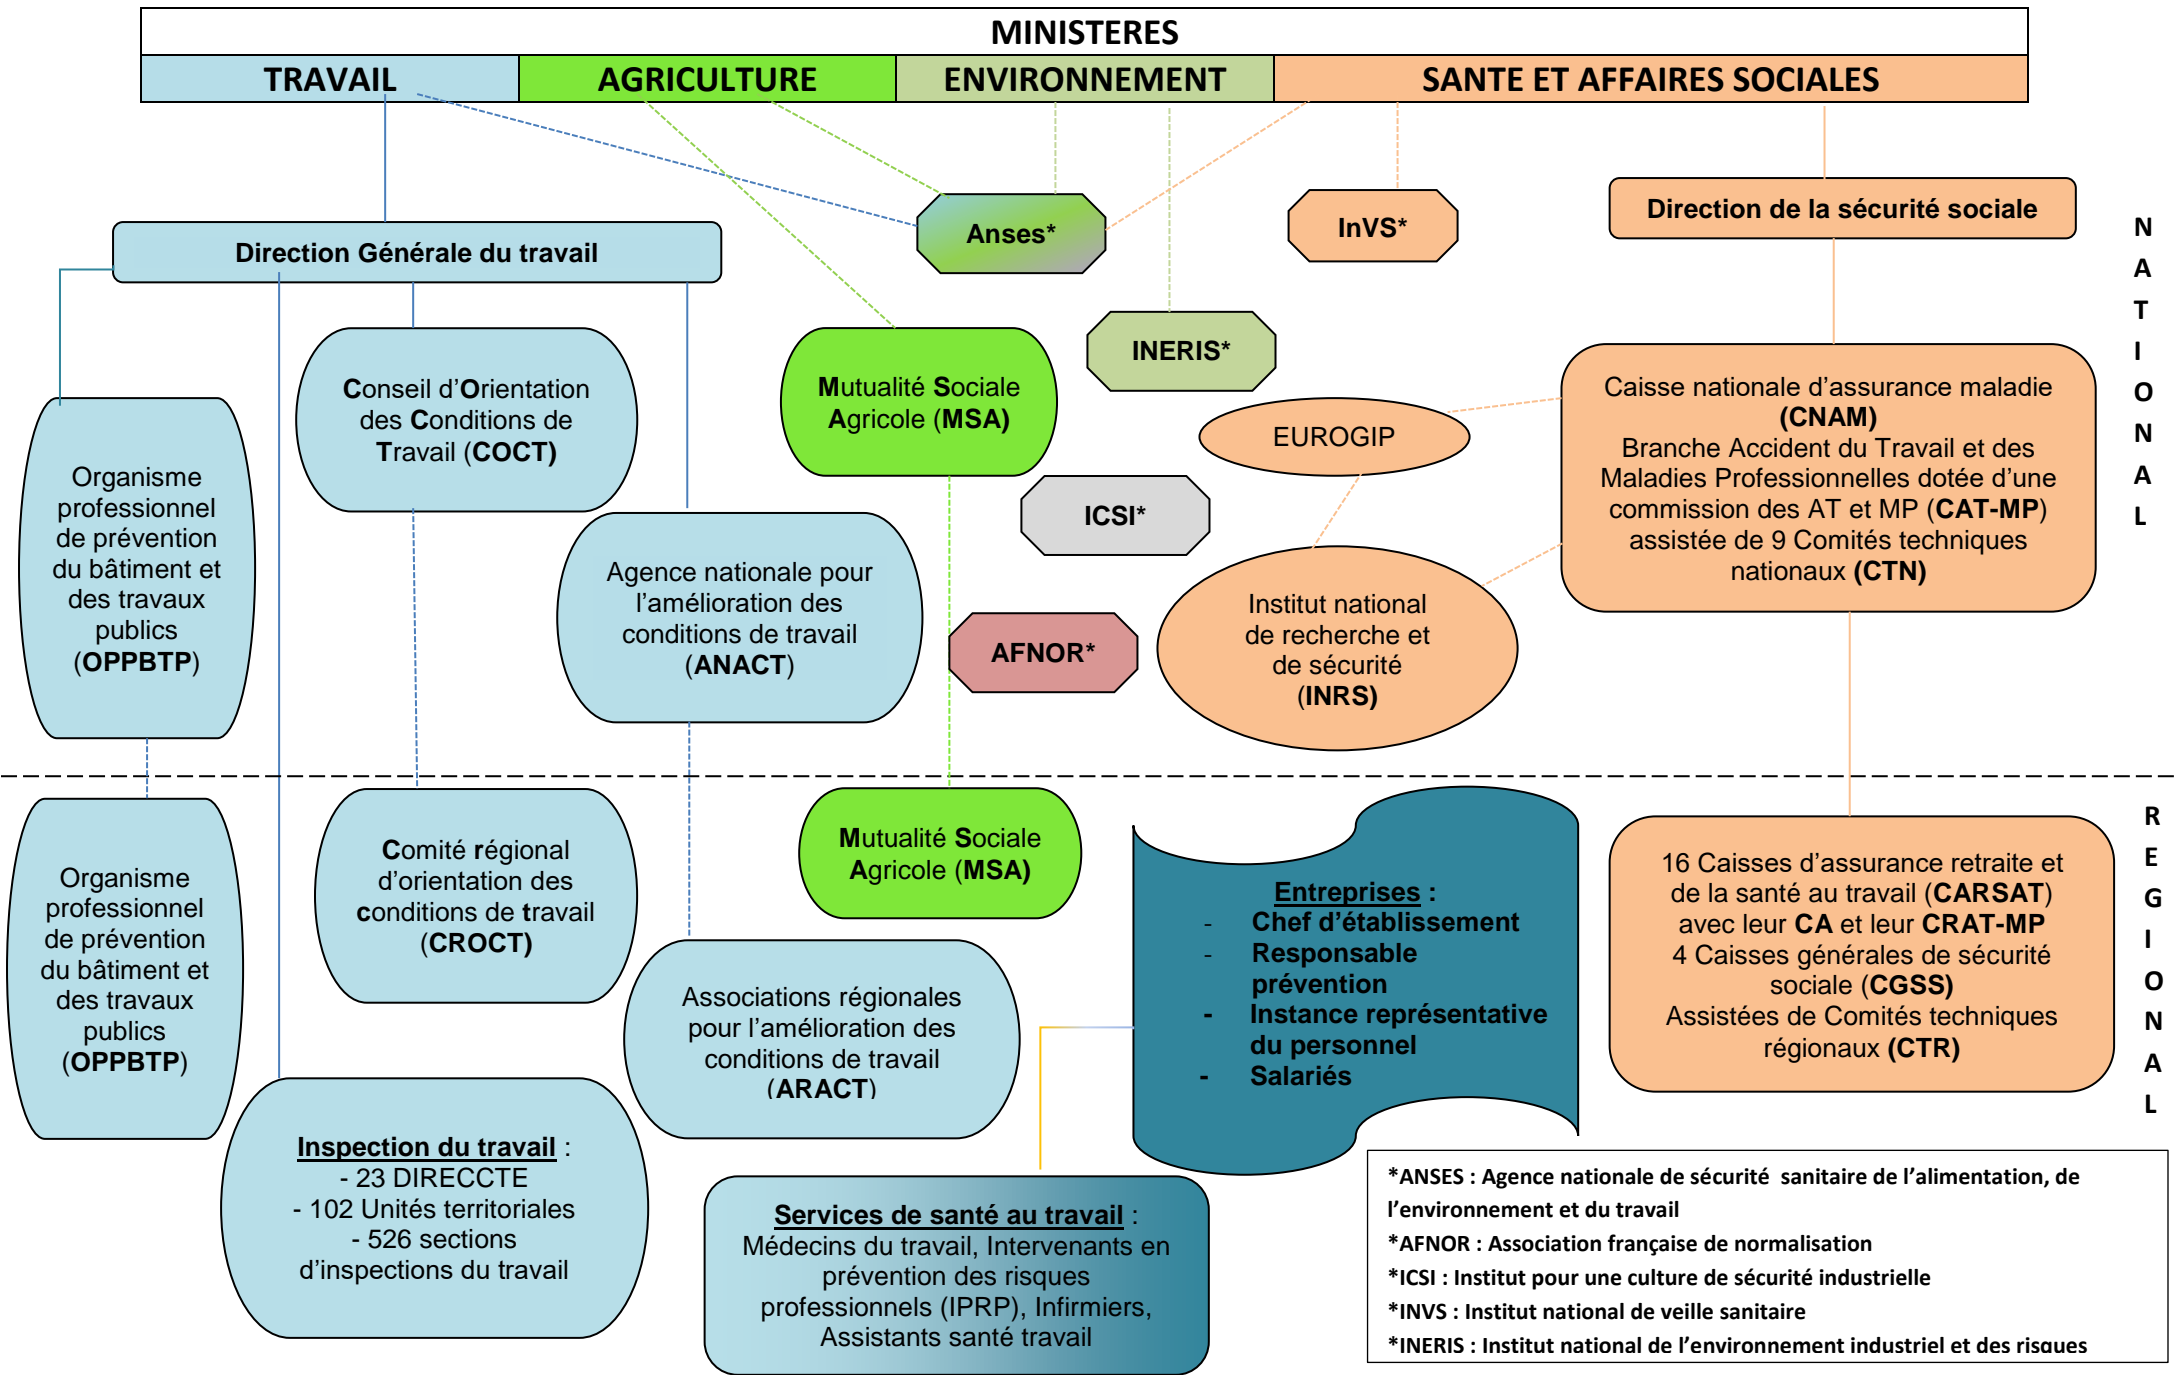 MINISTERES
TRAVAIL
AGRICULTURE
ENVIRONNEMENT
SANTE ET AFFAIRES SOCIALES
Direction Générale du travail
Anses*
InVS*
Direction de la sécurité sociale
N
A
T
I
O
N
A
L
Organisme
professionnel
de prévention
du bâtiment et
des travaux
publics
(OPPBTP)
Conseil d’Orientation
des Conditions de
Travail (COCT)
Agence nationale pour
l’amélioration des
conditions de travail
(ANACT)
Mutualité Sociale
Agricole (MSA)
INERIS*
EUROGIP
ICSI*
AFNOR*
Institut national
de recherche et
de sécurité
(INRS)
Caisse nationale d’assurance maladie
(CNAM)
Branche Accident du Travail et des
Maladies Professionnelles dotée d’une
commission des AT et MP (CAT-MP)
assistée de 9 Comités techniques
nationaux (CTN)
Organisme
professionnel
de prévention
du bâtiment et
des travaux
publics
(OPPBTP)
Comité régional
d’orientation des
conditions de travail
(CROCT)
Associations régionales
pour l’amélioration des
conditions de travail
(ARACT)
Mutualité Sociale
Agricole (MSA)
Entreprises :
- Chef d’établissement
- Responsable
prévention
- Instance représentative
du personnel
- Salariés
16 Caisses d’assurance retraite et
de la santé au travail (CARSAT)
avec leur CA et leur CRAT-MP
4 Caisses générales de sécurité
sociale (CGSS)
Assistées de Comités techniques
régionaux (CTR)
R
E
G
I
O
N
A
L
Inspection du travail :
- 23 DIRECCTE
- 102 Unités territoriales
- 526 sections
d’inspections du travail
Services de santé au travail :
Médecins du travail, Intervenants en
prévention des risques
professionnels (IPRP), Infirmiers,
Assistants santé travail
*ANSES : Agence nationale de sécurité sanitaire de l’alimentation, de
l’environnement et du travail
*AFNOR : Association française de normalisation
*ICSI : Institut pour une culture de sécurité industrielle
*INVS : Institut national de veille sanitaire
*INERIS : Institut national de l’environnement industriel et des risques